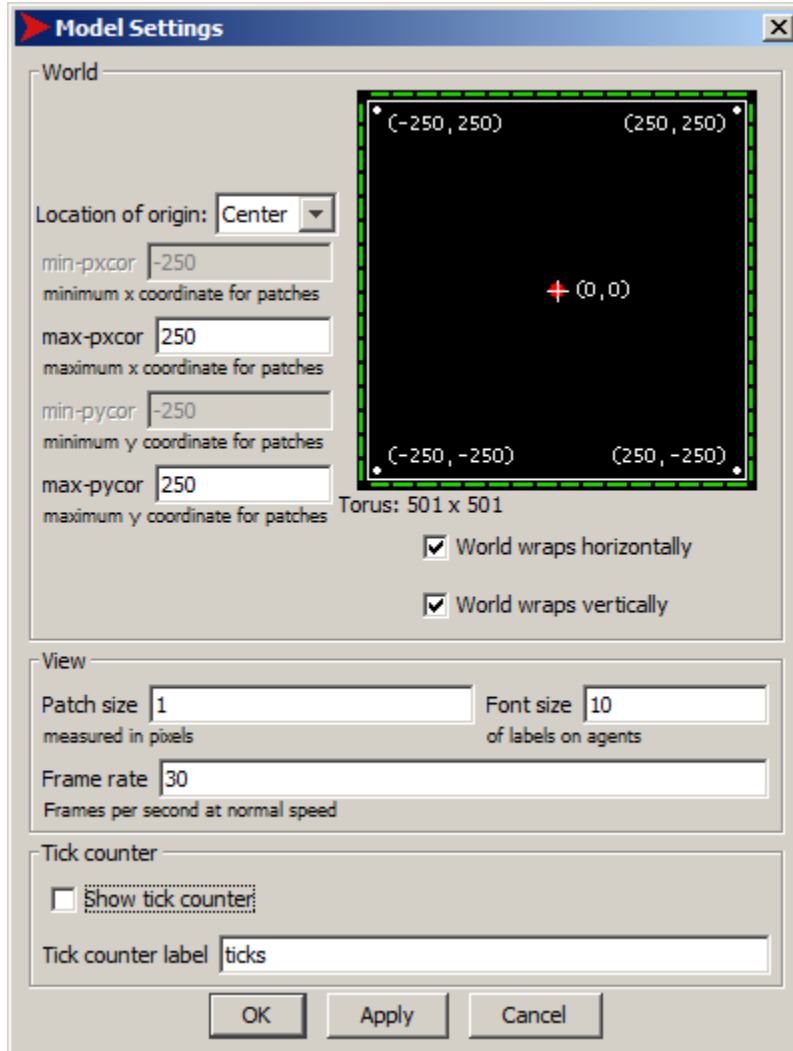 Model Settings
World
(-250,250) (250,250)
Location of origin: Center
min-pxcor -250
minimum x coordinate for patches
(0,0)
max-pxcor 250
maximum x coordinate for patches
min-pycor -250
minimum y coordinate for patches
(-250,-250) (250,-250)
max-pycor 250
maximum y coordinate for patches
Torus: 501 x 501
World wraps horizontally
World wraps vertically
View
Patch size 1 Font size 10
measured in pixels of labels on agents
Frame rate 30
Frames per second at normal speed
Tick counter
Show tick counter
Tick counter label ticks
OK Apply Cancel